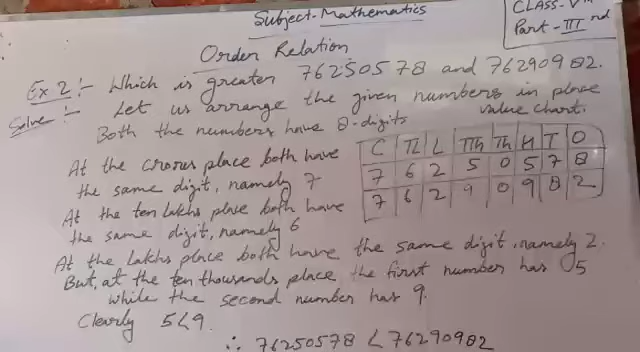 Subject-Mathematics
CLASS-V
Part-III rd
Order Relation
Ex 2:- Which is greater 76250578 and 76290982.
Solve:- Let us arrange the given numbers in place value chart.
Both the numbers have 8-digits
C TL L TTh Th H T O
7 6 2 5 0 5 7 8
7 6 2 9 0 9 8 2
At the crores place both have
the same digit, namely 7
At the ten lakhs place both have
the same digit, namely 6
At the lakhs place both have the same digit, namely 2.
But, at the ten thousands place the first number has 5
while the second number has 9.
Clearly 5<9.
∴ 76250578 < 76290982